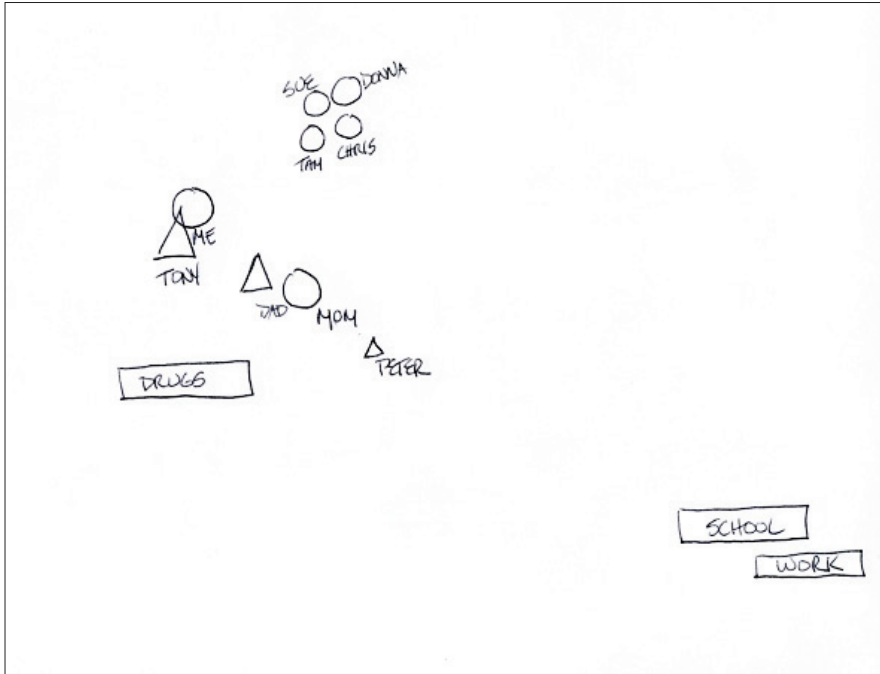 SUE
DONNA
TAM
CHRIS
ME
TONY
DAD
MOM
PETER
DRUGS
SCHOOL
WORK